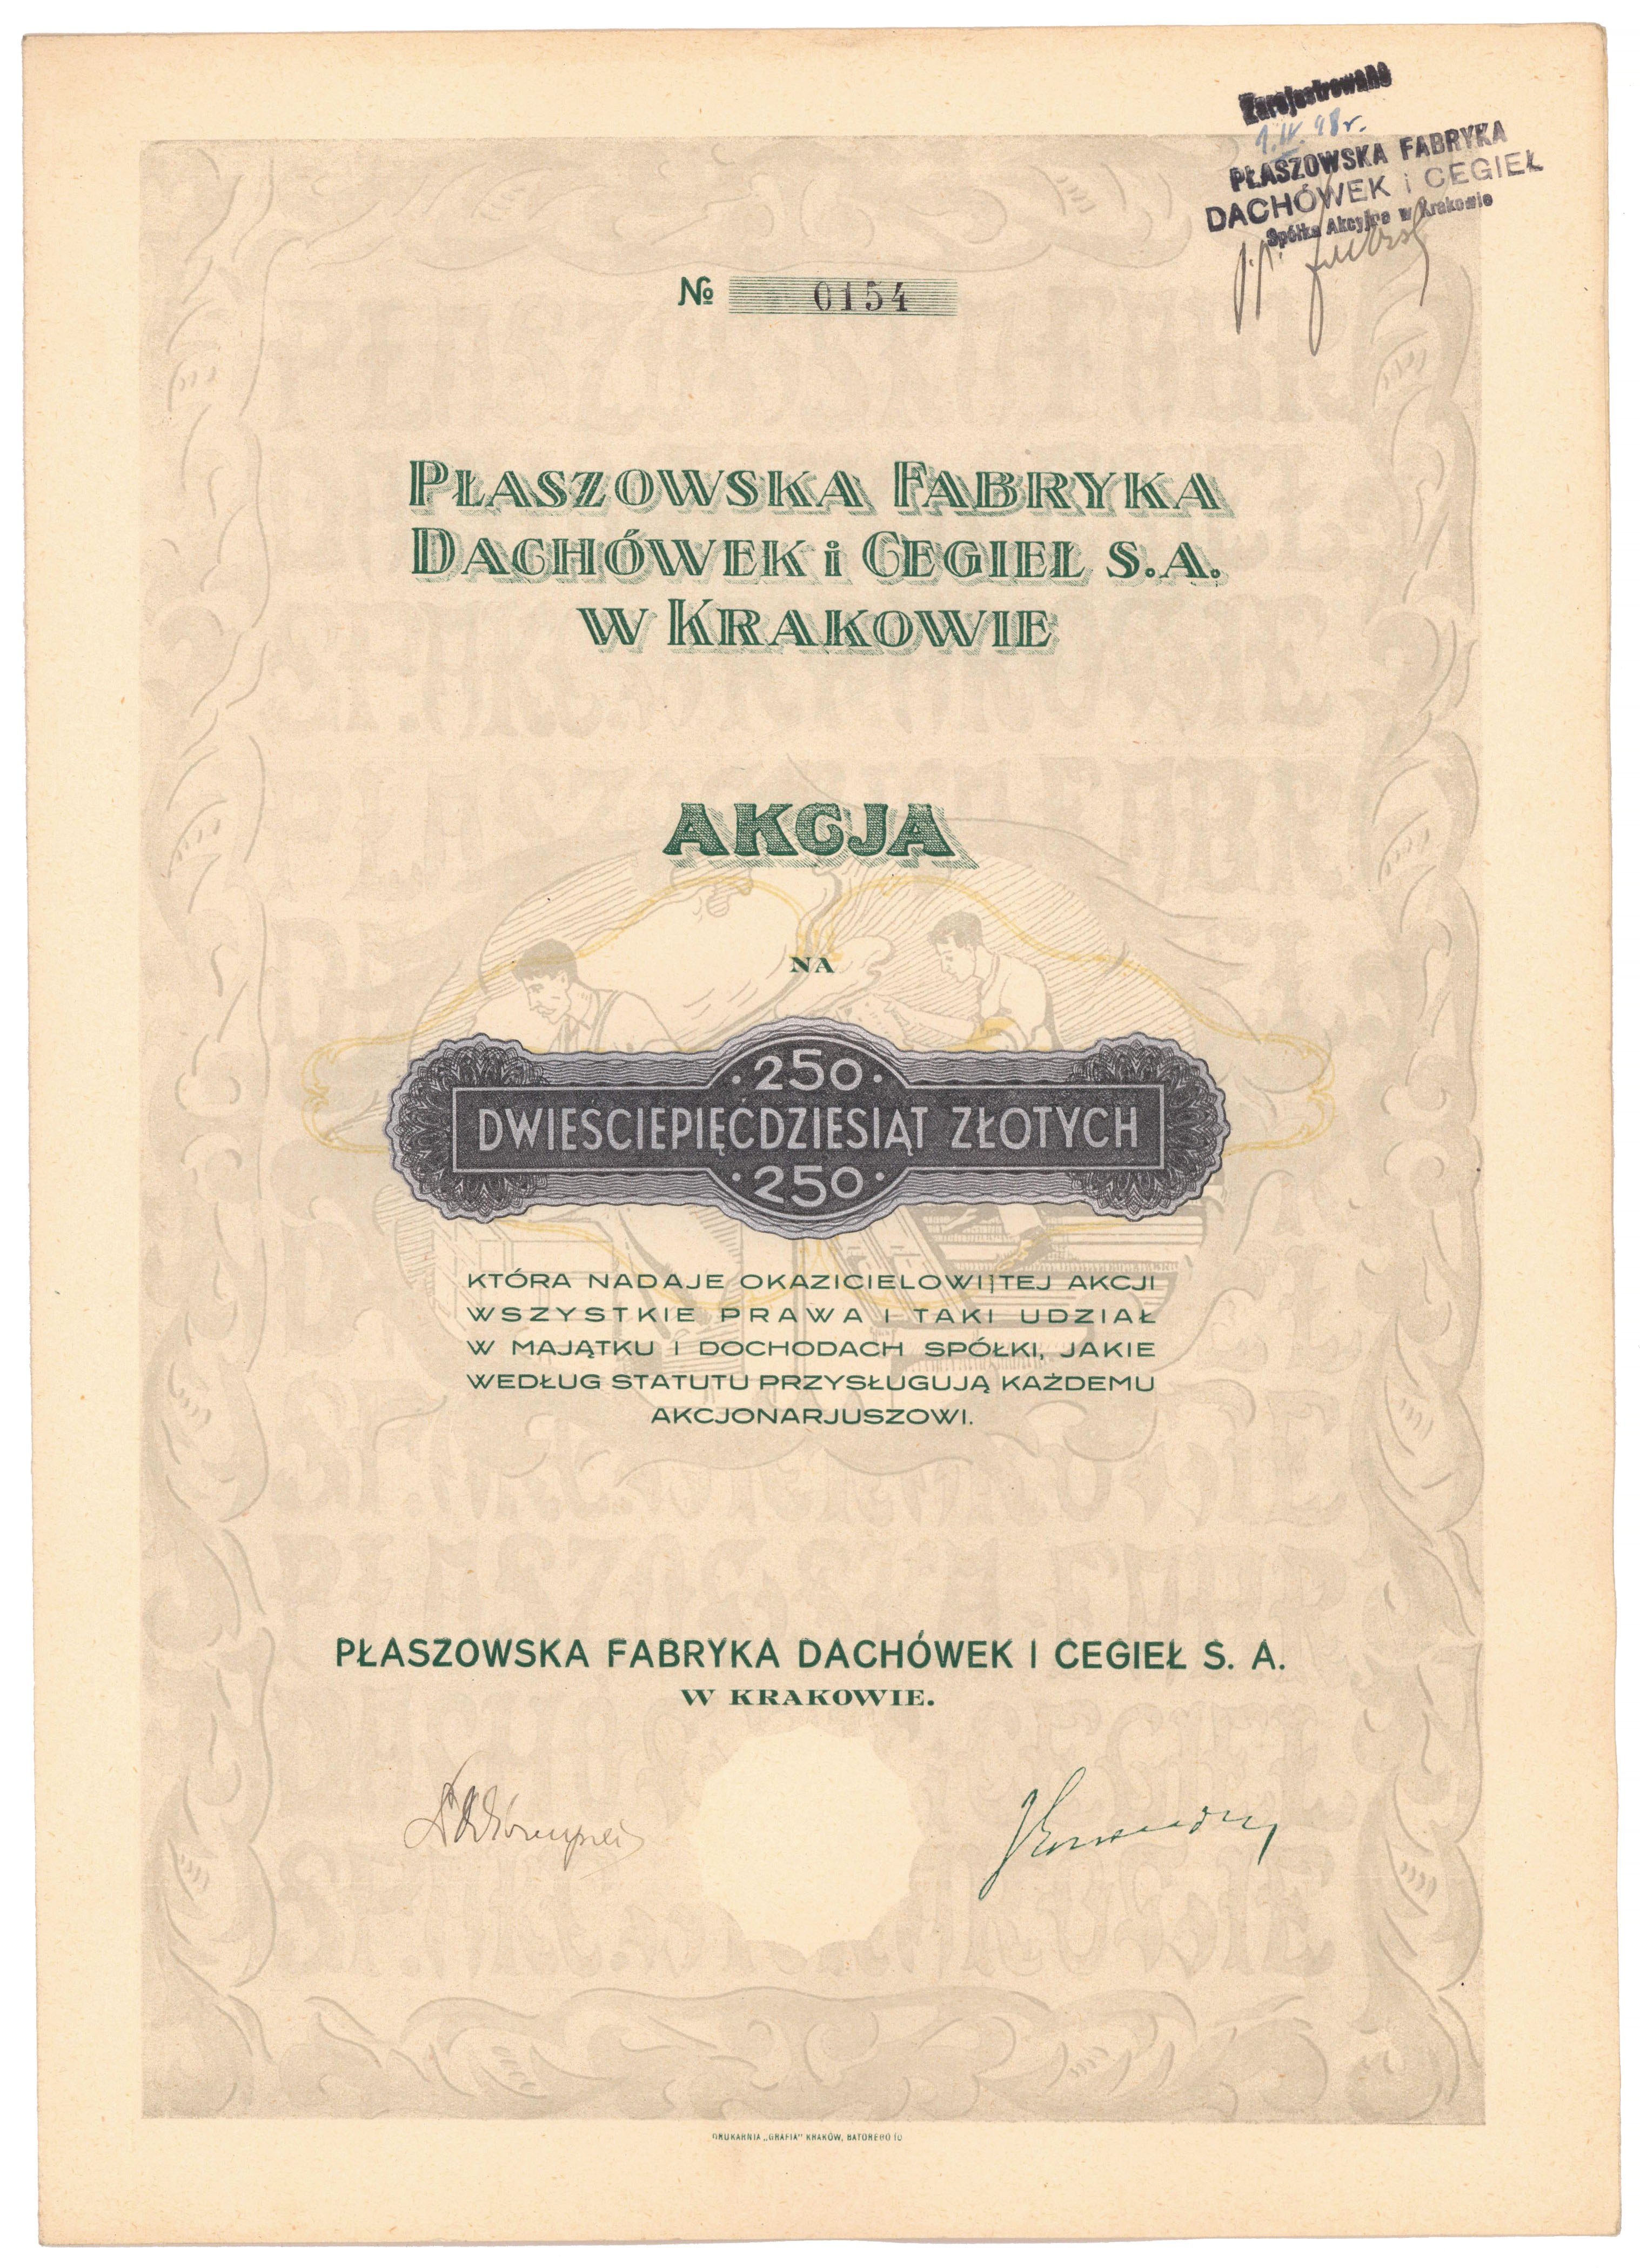 Zarejestrowano
PŁASZOWSKA FABRYKA
DACHÓWEK i CEGIEŁ
Spółka Akcyjna w Krakowie
№ 0154
PŁASZOWSKA FABRYKA
DACHÓWEK i CEGIEŁ S.A.
W KRAKOWIE
AKCJA
NA
·250·
DWIEŚCIEPIĘĆDZIESIĄT ZŁOTYCH
·250·
KTÓRA NADAJE OKAZICIELOWI TEJ AKCJI
WSZYSTKIE PRAWA I TAKI UDZIAŁ
W MAJĄTKU I DOCHODACH SPÓŁKI, JAKIE
WEDŁUG STATUTU PRZYSŁUGUJĄ KAŻDEMU
AKCJONARJUSZOWI.
PŁASZOWSKA FABRYKA DACHÓWEK I CEGIEŁ S. A.
W KRAKOWIE.
DRUKARNIA „GRAFIA" KRAKÓW, BATOREGO